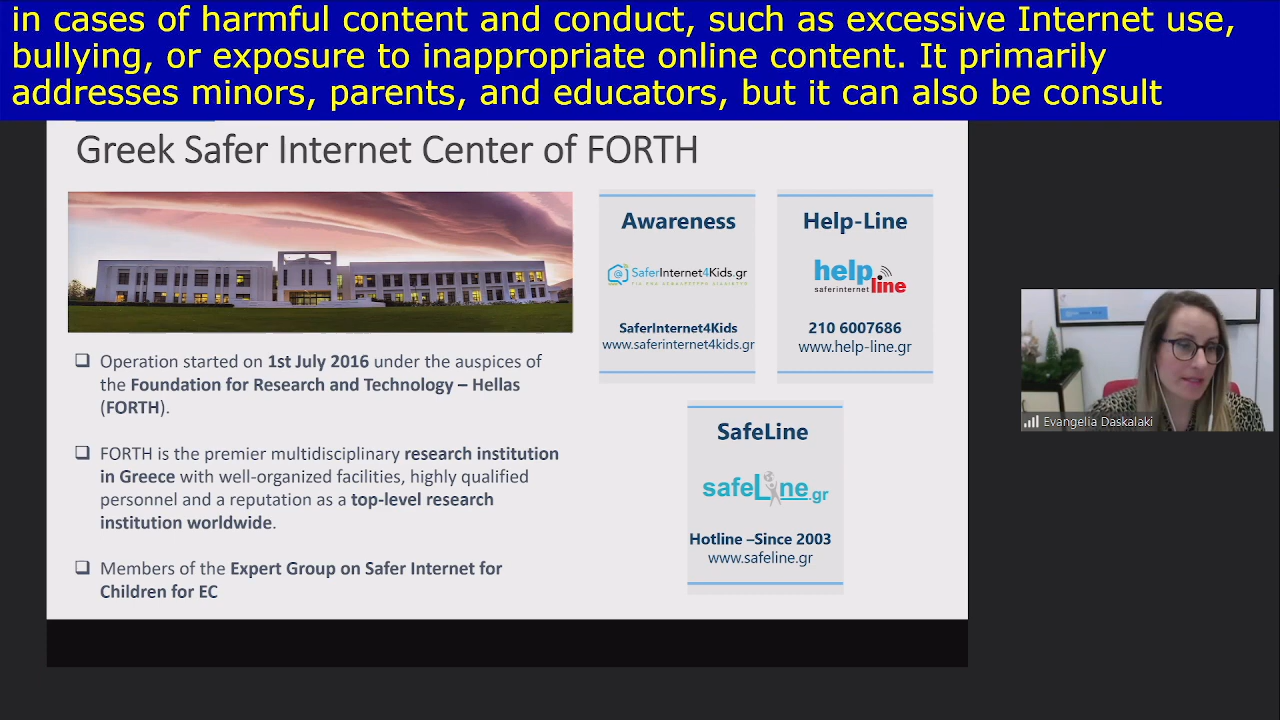 in cases of harmful content and conduct, such as excessive Internet use,
bullying, or exposure to inappropriate online content. It primarily
addresses minors, parents, and educators, but it can also be consult
Greek Safer Internet Center of FORTH
❑ Operation started on 1st July 2016 under the auspices of
the Foundation for Research and Technology – Hellas
(FORTH).
❑ FORTH is the premier multidisciplinary research institution
in Greece with well-organized facilities, highly qualified
personnel and a reputation as a top-level research
institution worldwide.
❑ Members of the Expert Group on Safer Internet for
Children for EC
Awareness
SaferInternet4Kids.gr
ΓΙΑ ΕΝΑ ΑΣΦΑΛΕΣΤΕΡΟ ΔΙΑΔΙΚΤΥΟ
SaferInternet4Kids
www.saferinternet4kids.gr
Help-Line
help
saferinternet line
210 6007686
www.help-line.gr
SafeLine
safeLine.gr
Hotline –Since 2003
www.safeline.gr
Evangelia Daskalaki